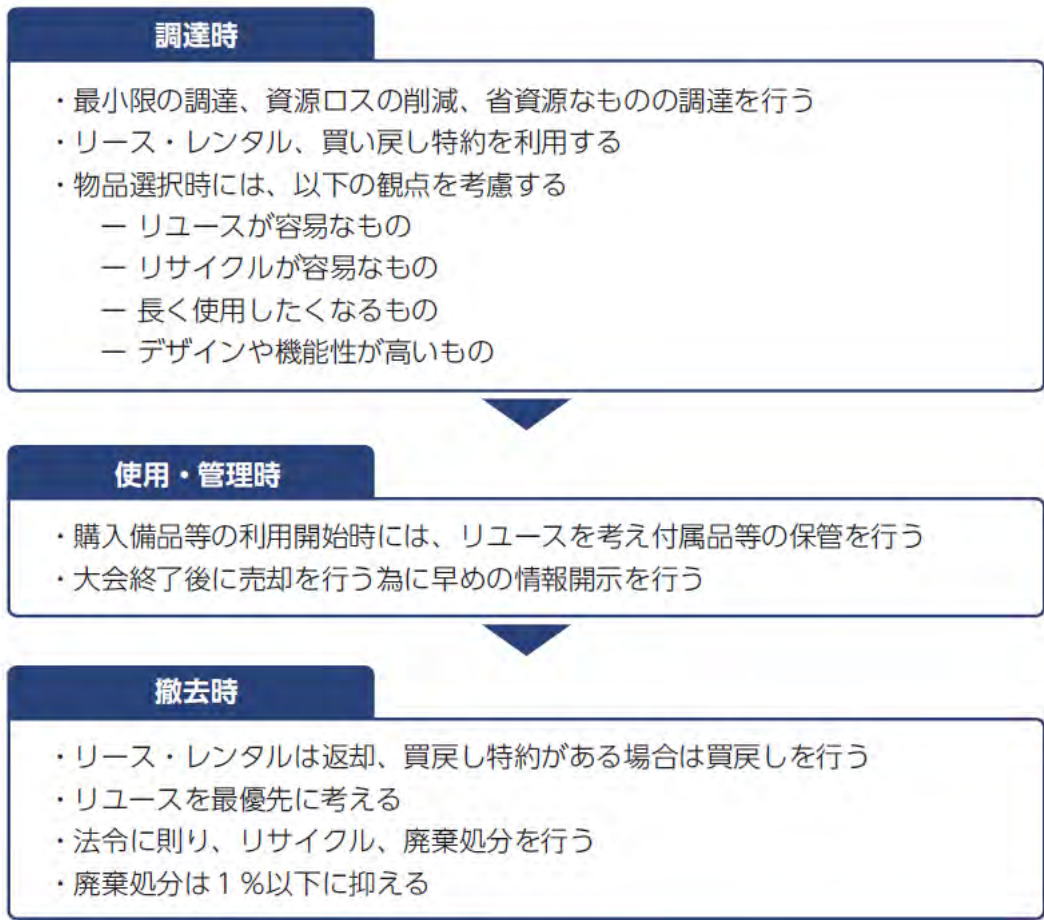 調達時
・最小限の調達、資源ロスの削減、省資源なものの調達を行う
・リース・レンタル、買い戻し特約を利用する
・物品選択時には、以下の観点を考慮する
ー リユースが容易なもの
ー リサイクルが容易なもの
ー 長く使用したくなるもの
ー デザインや機能性が高いもの
使用・管理時
・購入備品等の利用開始時には、リユースを考え付属品等の保管を行う
・大会終了後に売却を行う為に早めの情報開示を行う
撤去時
・リース・レンタルは返却、買戻し特約がある場合は買戻しを行う
・リユースを最優先に考える
・法令に則り、リサイクル、廃棄処分を行う
・廃棄処分は1%以下に抑える